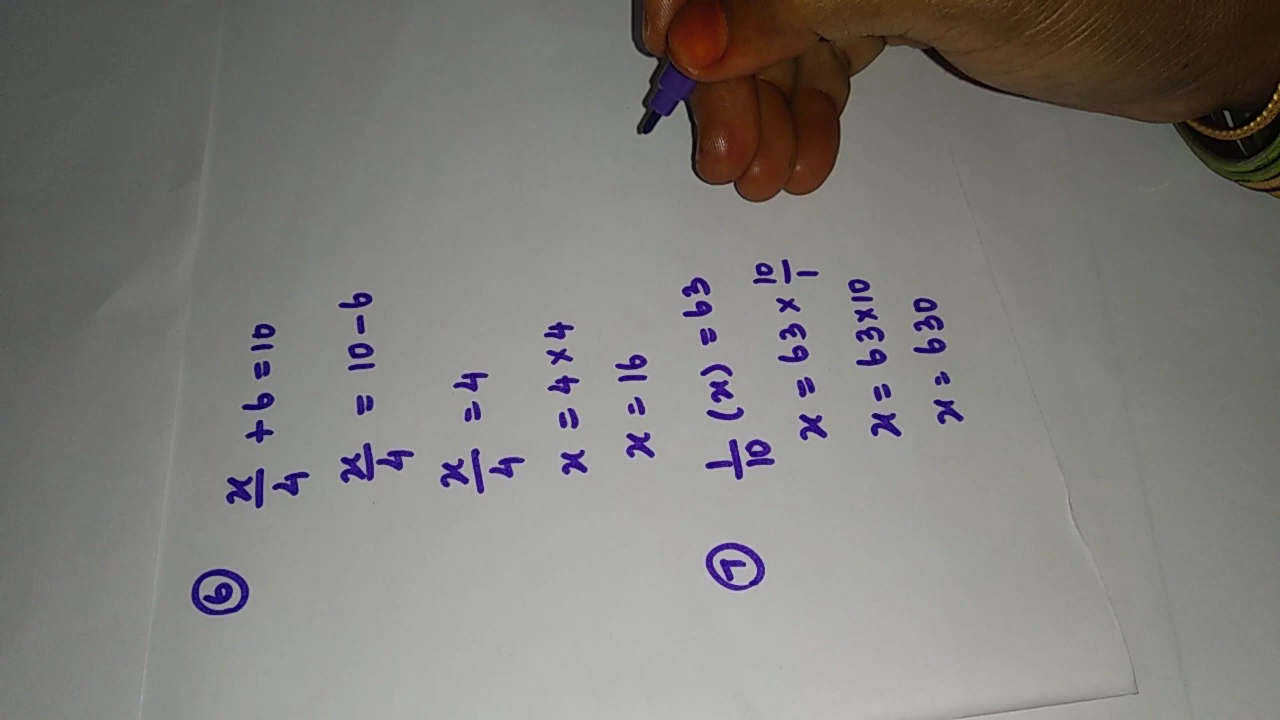 ⑥ x/4 + 6 = 10
x/4 = 10 - 6
x/4 = 4
x = 4 × 4
x = 16
⑦ 1/10 (x) = 63
x = 63 × 10/1
x = 63 × 10
x = 630